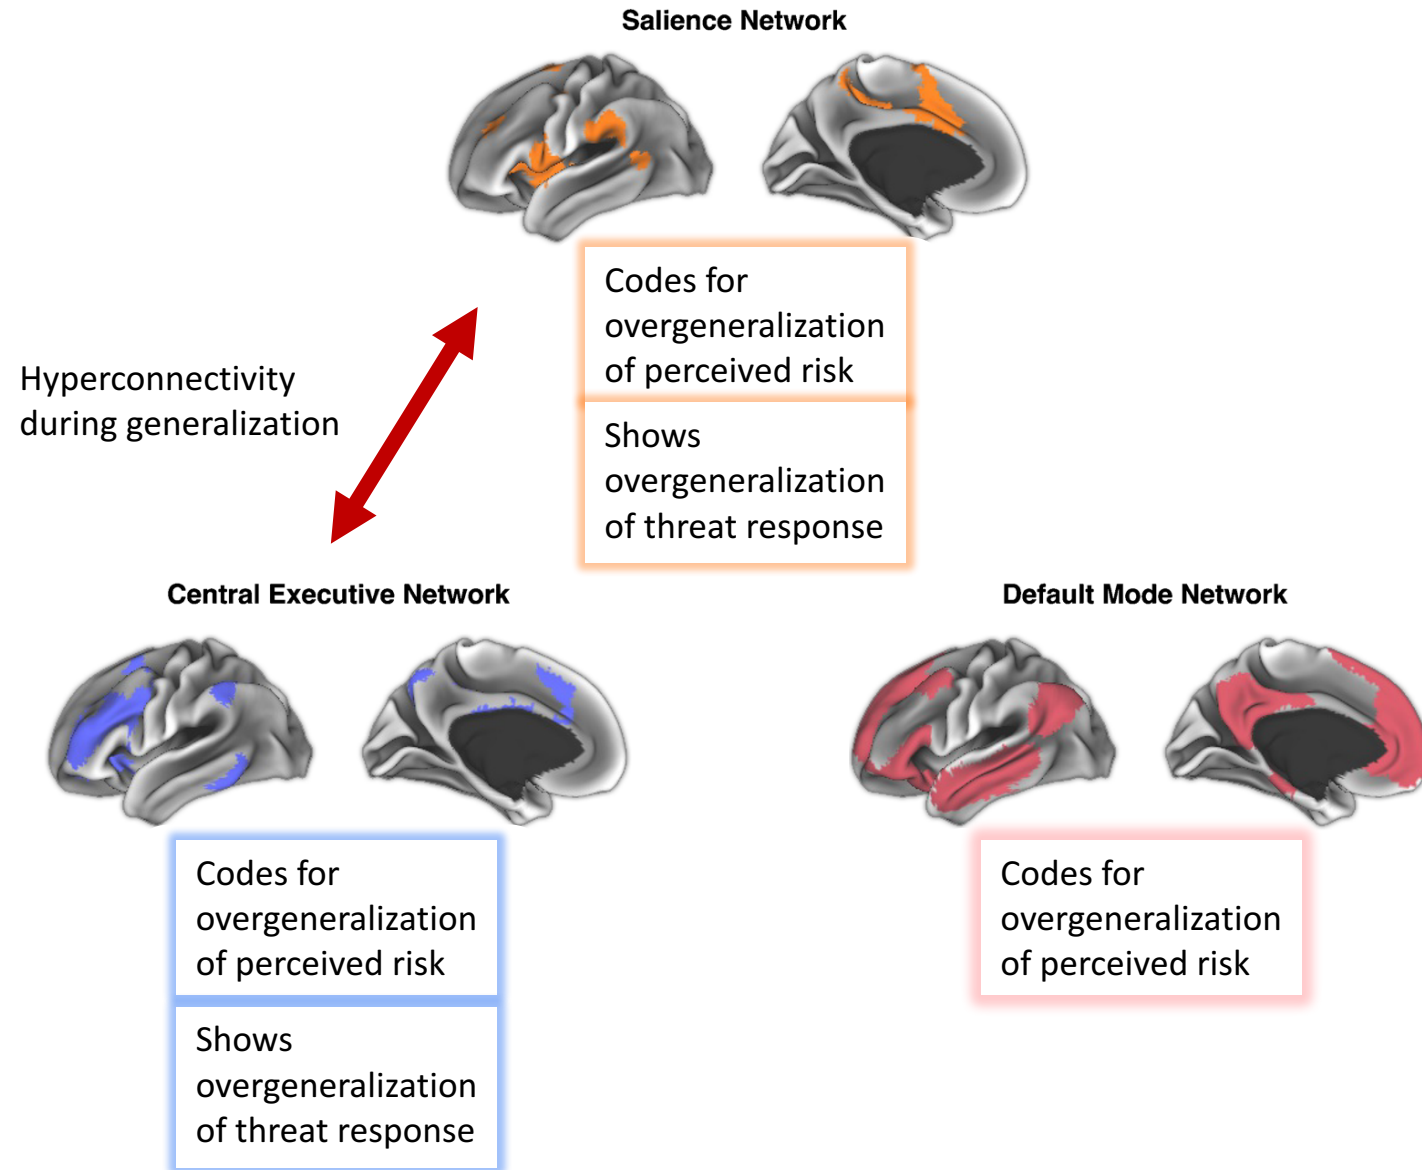 Salience Network
Codes for
overgeneralization
of perceived risk
Shows
overgeneralization
of threat response
Hyperconnectivity
during generalization
Central Executive Network
Codes for
overgeneralization
of perceived risk
Shows
overgeneralization
of threat response
Default Mode Network
Codes for
overgeneralization
of perceived risk